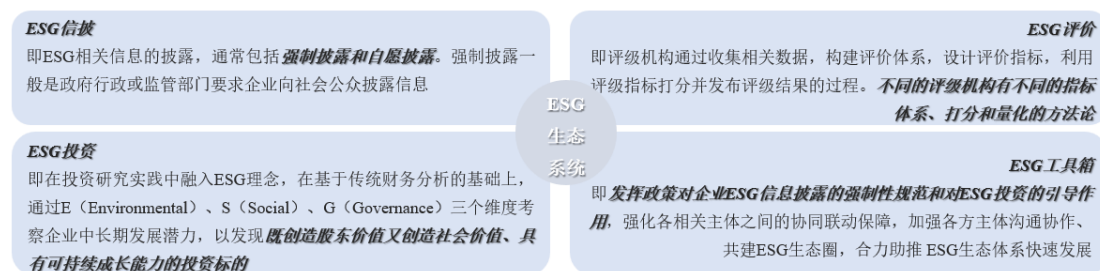 ESG信披
即ESG相关信息的披露，通常包括强制披露和自愿披露。强制披露一
般是政府行政或监管部门要求企业向社会公众披露信息
ESG评价
即评级机构通过收集相关数据，构建评价体系，设计评价指标，利用
评级指标打分并发布评级结果的过程。不同的评级机构有不同的指标
体系、打分和量化的方法论
ESG
生态
系统
ESG投资
即在投资研究实践中融入ESG理念，在基于传统财务分析的基础上，
通过E（Environmental）、S（Social）、G（Governance）三个维度考
察企业中长期发展潜力，以发现既创造股东价值又创造社会价值、具
有可持续成长能力的投资标的
ESG工具箱
即发挥政策对企业ESG信息披露的强制性规范和对ESG投资的引导作
用，强化各相关主体之间的协同联动保障，加强各方主体沟通协作、
共建ESG生态圈，合力助推 ESG生态体系快速发展